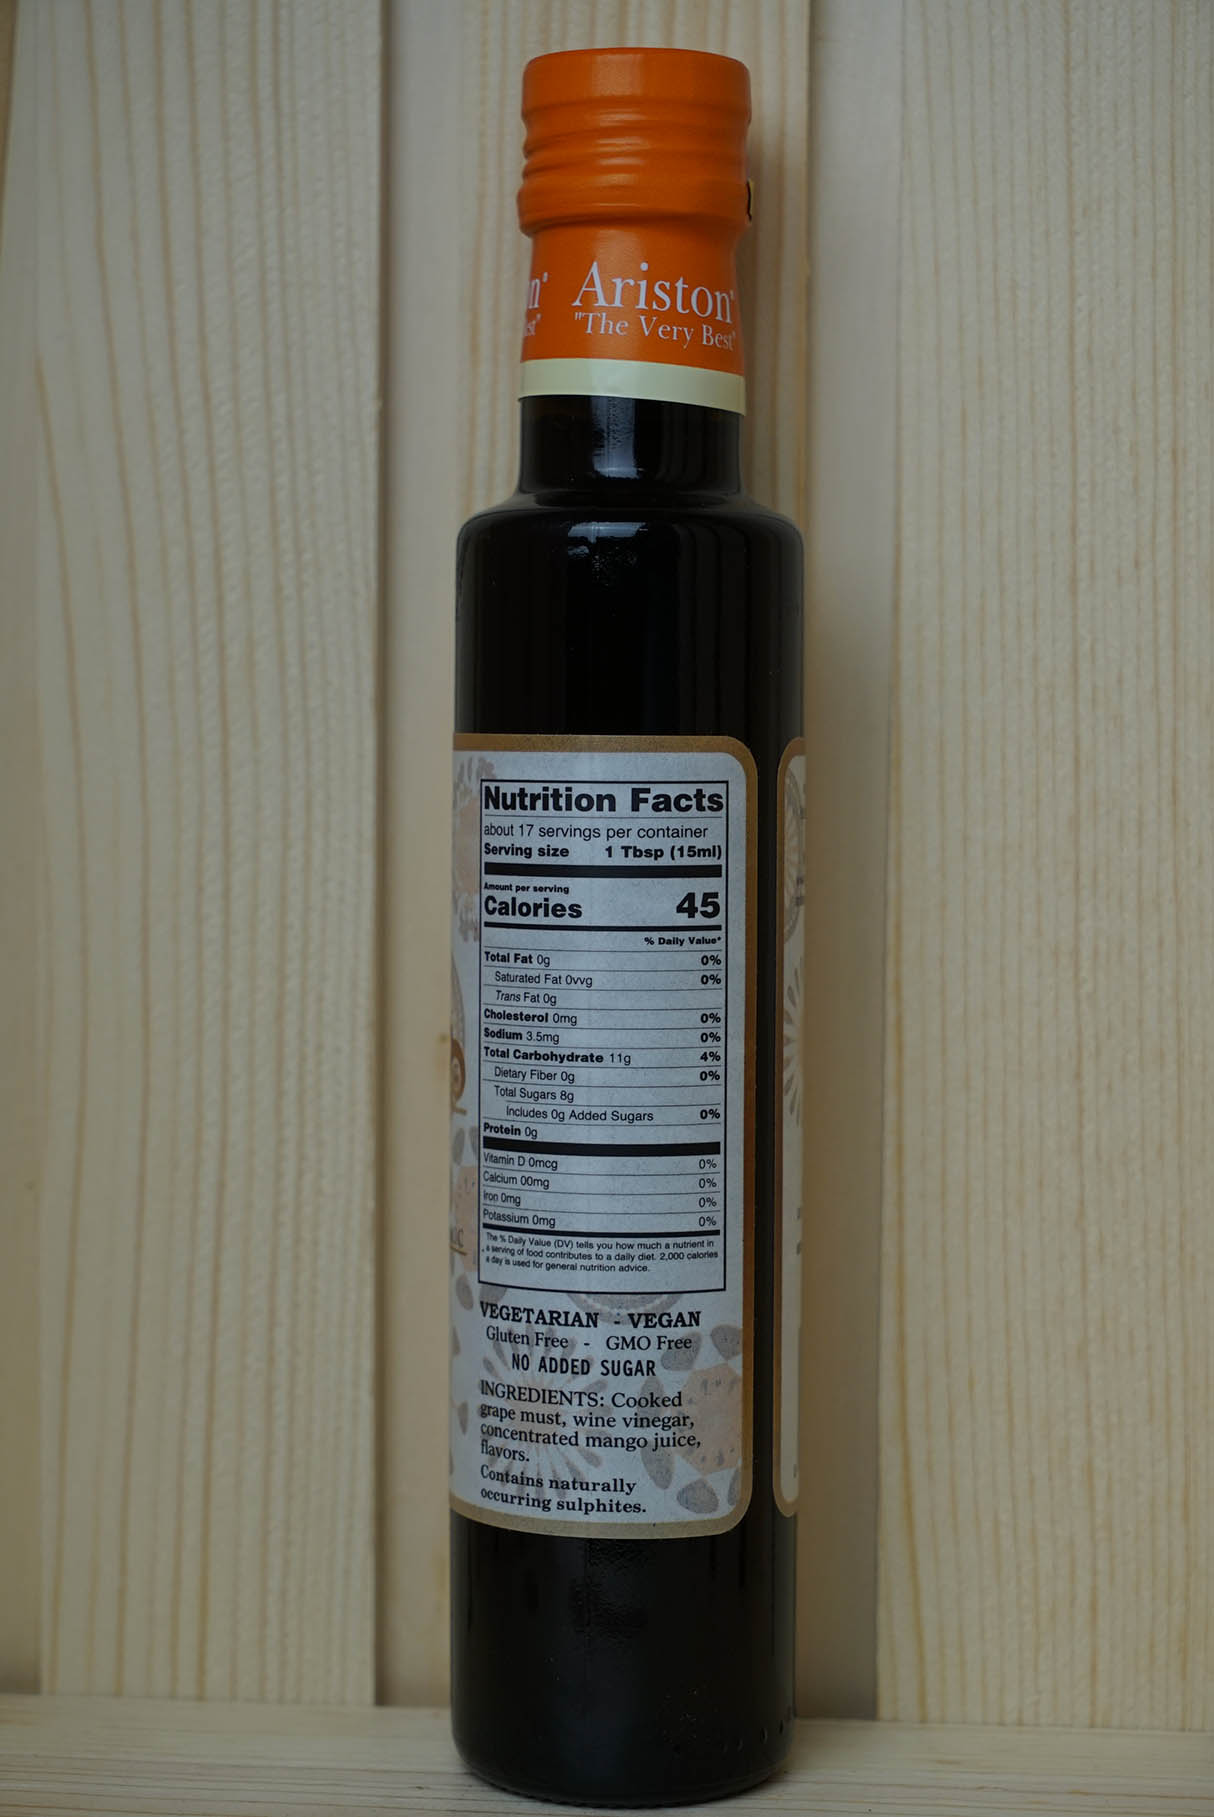 Ariston®
"The Very Best"
Nutrition Facts
about 17 servings per container
Serving size 1 Tbsp (15ml)
Amount per serving
Calories 45
% Daily Value*
Total Fat 0g 0%
Saturated Fat 0vvg 0%
Trans Fat 0g
Cholesterol 0mg 0%
Sodium 3.5mg 0%
Total Carbohydrate 11g 4%
Dietary Fiber 0g 0%
Total Sugars 8g
Includes 0g Added Sugars 0%
Protein 0g
Vitamin D 0mcg 0%
Calcium 00mg 0%
Iron 0mg 0%
Potassium 0mg 0%
The % Daily Value (DV) tells you how much a nutrient in
a serving of food contributes to a daily diet. 2,000 calories
a day is used for general nutrition advice.
VEGETARIAN - VEGAN
Gluten Free - GMO Free
NO ADDED SUGAR
INGREDIENTS: Cooked
grape must, wine vinegar,
concentrated mango juice,
flavors.
Contains naturally
occurring sulphites.